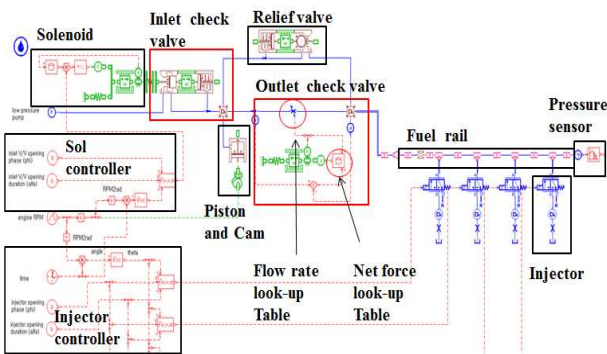 Solenoid
Inlet check
valve
Relief valve
Outlet check valve
Pressure
sensor
Fuel rail
low pressure
pump
Sol
controller
inlet V/V opening
phase (phi)
inlet V/V opening
duration (alfa)
RPM2rad
engine RPM
RPM2rad
Piston
and Cam
angle
theta
time
injector opening
phase (phi)
injector opening
duration (alfa)
Injector
controller
Flow rate
look-up
Table
Net force
look-up
Table
Injector